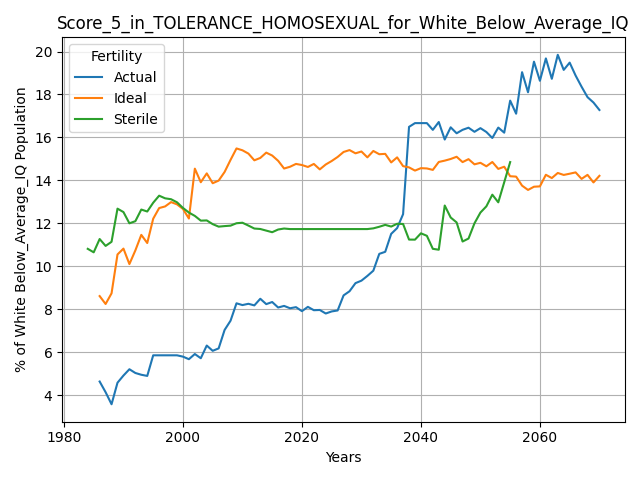 Score_5_in_TOLERANCE_HOMOSEXUAL_for_White_Below_Average_IQ
Fertility
Actual
Ideal
Sterile
% of White Below_Average_IQ Population
20
18
16
14
12
10
8
6
4
1980
2000
2020
2040
2060
Years